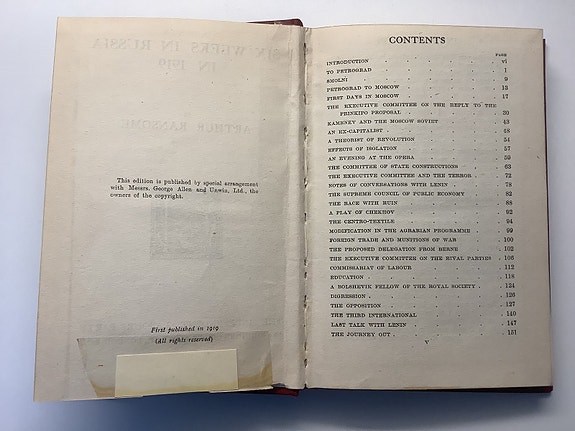 SIX WEEKS IN RUSSIA
IN 1919
ARTHUR RANSOME
This edition is published by special arrangement
with Messrs. George Allen and Unwin, Ltd., the
owners of the copyright.
First published in 1919
(All rights reserved)
CONTENTS
PAGE
INTRODUCTION vi
TO PETROGRAD 1
SMOLNI 9
PETROGRAD TO MOSCOW 13
FIRST DAYS IN MOSCOW 17
THE EXECUTIVE COMMITTEE ON THE REPLY TO THE
PRINKIPO PROPOSAL 30
KAMENEV AND THE MOSCOW SOVIET 43
AN EX-CAPITALIST 48
A THEORIST OF REVOLUTION 54
EFFECTS OF ISOLATION 57
AN EVENING AT THE OPERA 59
THE COMMITTEE OF STATE CONSTRUCTIONS 63
THE EXECUTIVE COMMITTEE AND THE TERROR 72
NOTES OF CONVERSATIONS WITH LENIN 78
THE SUPREME COUNCIL OF PUBLIC ECONOMY 82
THE RACE WITH RUIN 88
A PLAY OF CHEKHOV 92
THE CENTRO-TEXTILE 94
MODIFICATION IN THE AGRARIAN PROGRAMME 99
FOREIGN TRADE AND MUNITIONS OF WAR 100
THE PROPOSED DELEGATION FROM BERNE 102
THE EXECUTIVE COMMITTEE ON THE RIVAL PARTIES 106
COMMISSARIAT OF LABOUR 112
EDUCATION 118
A BOLSHEVIK FELLOW OF THE ROYAL SOCIETY 124
DIGRESSION 126
THE OPPOSITION 127
THE THIRD INTERNATIONAL 140
LAST TALK WITH LENIN 147
THE JOURNEY OUT 151
v